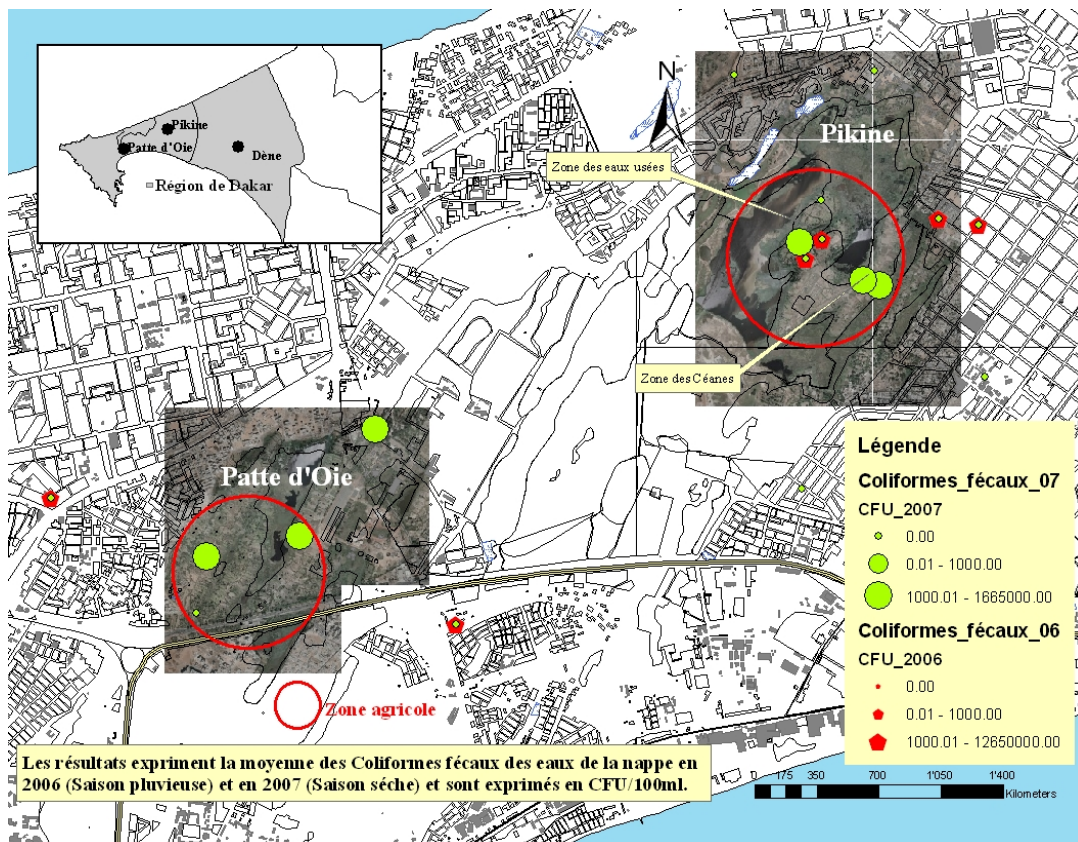 Pikine
Patte d'Oie
Dène
Région de Dakar
N
Pikine
Zone des eaux usées
Zone des Céanes
Patte d'Oie
Zone agricole
Légende
Coliformes_fécaux_07
CFU_2007
0.00
0.01 - 1000.00
1000.01 - 1665000.00
Coliformes_fécaux_06
CFU_2006
0.00
0.01 - 1000.00
1000.01 - 12650000.00
Les résultats expriment la moyenne des Coliformes fécaux des eaux de la nappe en
2006 (Saison pluvieuse) et en 2007 (Saison séche) et sont exprimés en CFU/100ml.
0 175 350 700 1'050 1'400
Kilometers